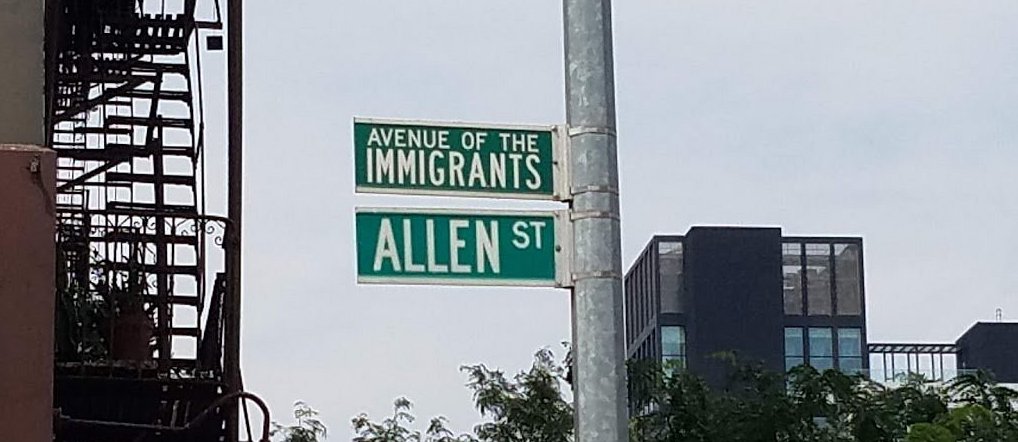 AVENUE OF THE
IMMIGRANTS
ALLEN ST